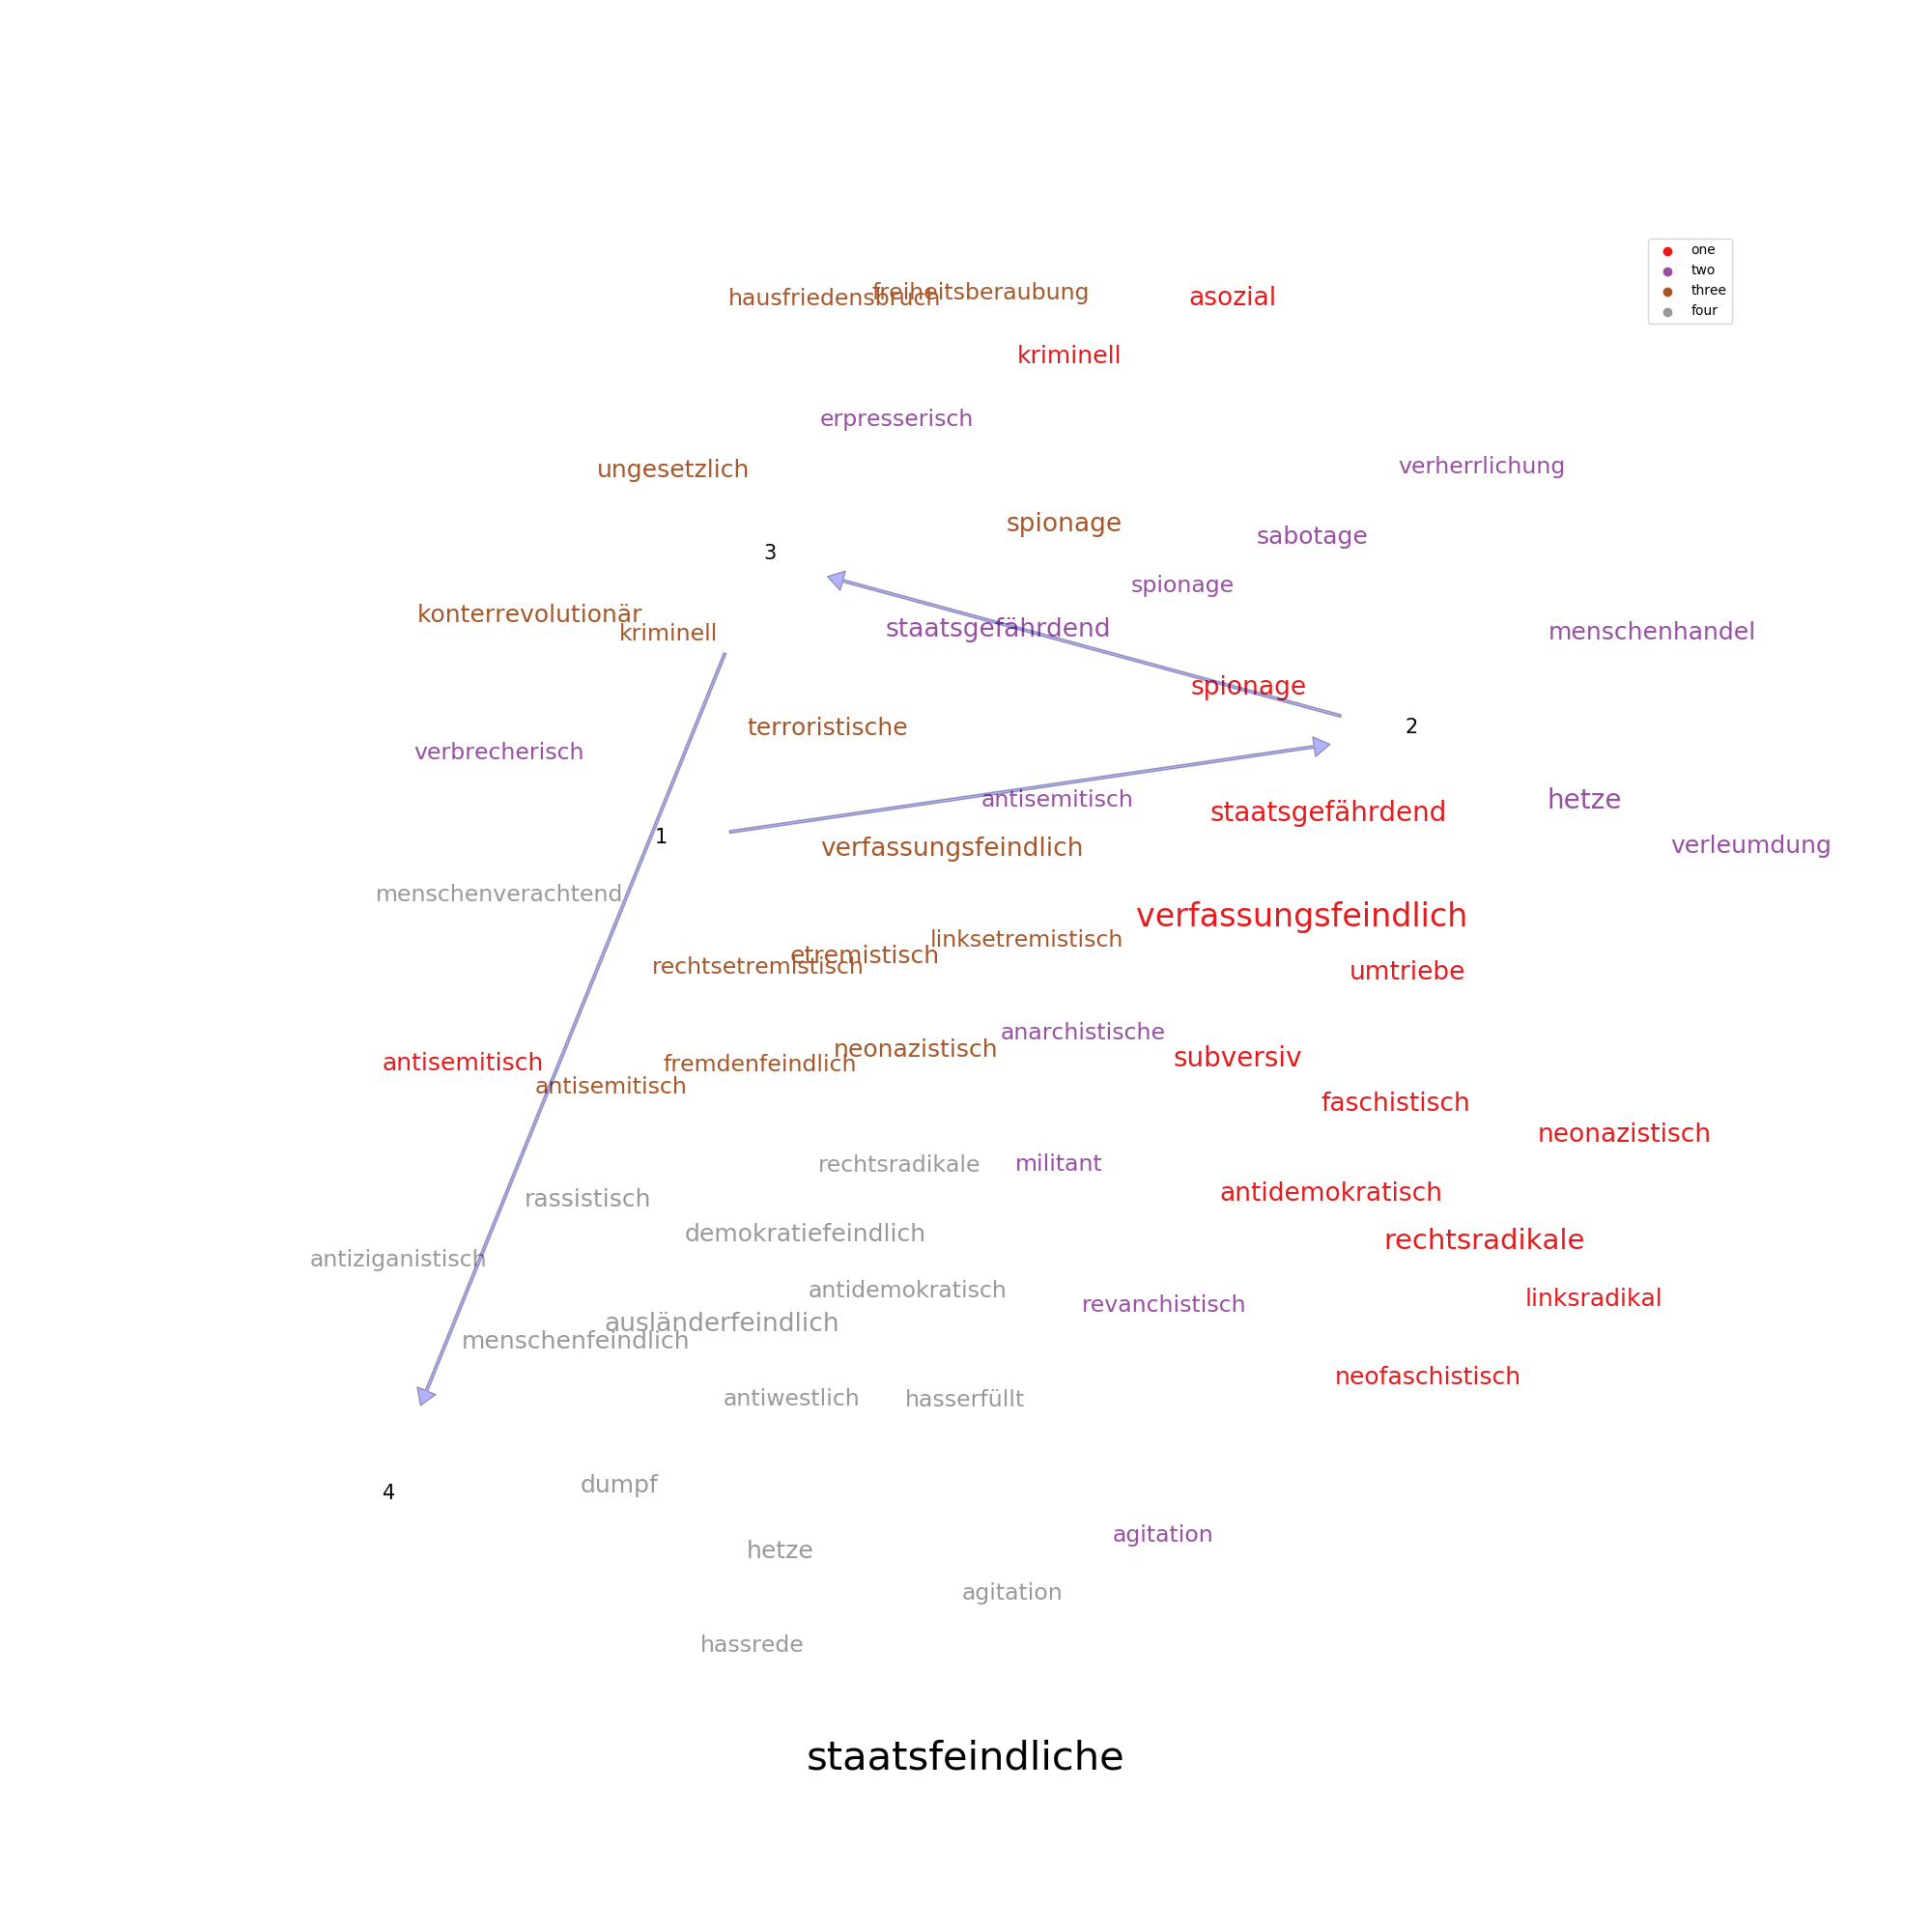 one
two
three
four
hausfriedensbruch
freiheitsberaubung
asozial
kriminell
erpresserisch
ungesetzlich
verherrlichung
spionage
sabotage
3
spionage
konterrevolutionär
kriminell
staatsgefährdend
menschenhandel
spionage
terroristische
2
verbrecherisch
antisemitisch
staatsgefährdend
hetze
1
verfassungsfeindlich
verleumdung
menschenverachtend
verfassungsfeindlich
linksetremistisch
etremistisch
rechtsetremistisch
umtriebe
anarchistische
neonazistisch
subversiv
antisemitisch
fremdenfeindlich
antisemitisch
faschistisch
neonazistisch
rechtsradikale
militant
rassistisch
antidemokratisch
demokratiefeindlich
rechtsradikale
antiziganistisch
antidemokratisch
revanchistisch
linksradikal
ausländerfeindlich
menschenfeindlich
neofaschistisch
antiwestlich
hasserfüllt
4
dumpf
hetze
agitation
agitation
hassrede
staatsfeindliche